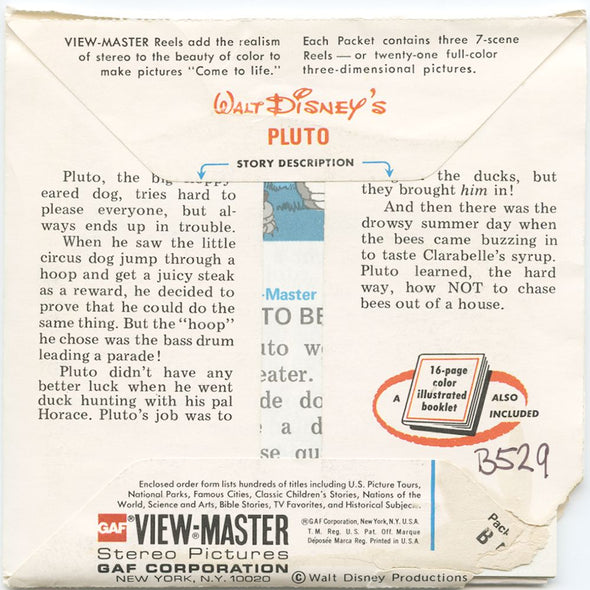 VIEW-MASTER Reels add the realism
of stereo to the beauty of color to
make pictures "Come to life."
Each Packet contains three 7-scene
Reels — or twenty-one full-color
three-dimensional pictures.
WALT DISNEY'S
PLUTO
STORY DESCRIPTION
Pluto, the big
eared dog, tries hard to
please everyone, but al-
ways ends up in trouble.
When he saw the little
circus dog jump through a
hoop and get a juicy steak
as a reward, he decided to
prove that he could do the
same thing. But the "hoop"
he chose was the bass drum
leading a parade!
Pluto didn't have any
better luck when he went
duck hunting with his pal
Horace. Pluto's job was to
-Master
TO BE
uto w
eater.
de do
a d
se qu
the ducks, but
they brought him in!
And then there was the
drowsy summer day when
the bees came buzzing in
to taste Clarabelle's syrup.
Pluto learned, the hard
way, how NOT to chase
bees out of a house.
A
16-page
color
illustrated
booklet
ALSO
INCLUDED
B529
Enclosed order form lists hundreds of titles including U.S. Picture Tours,
National Parks, Famous Cities, Classic Children's Stories, Nations of the
World, Science and Arts, Bible Stories, TV Favorites, and Historical Subjects.
GAF VIEW-MASTER
Stereo Pictures
GAF CORPORATION
NEW YORK, N.Y. 10020
®GAF Corporation, New York, N.Y. U.S.A.
T.M. Reg. U.S. Pat. Off. Marque
Déposée Marca Reg. Printed in U.S.A.
©Walt Disney Productions
Pack
B